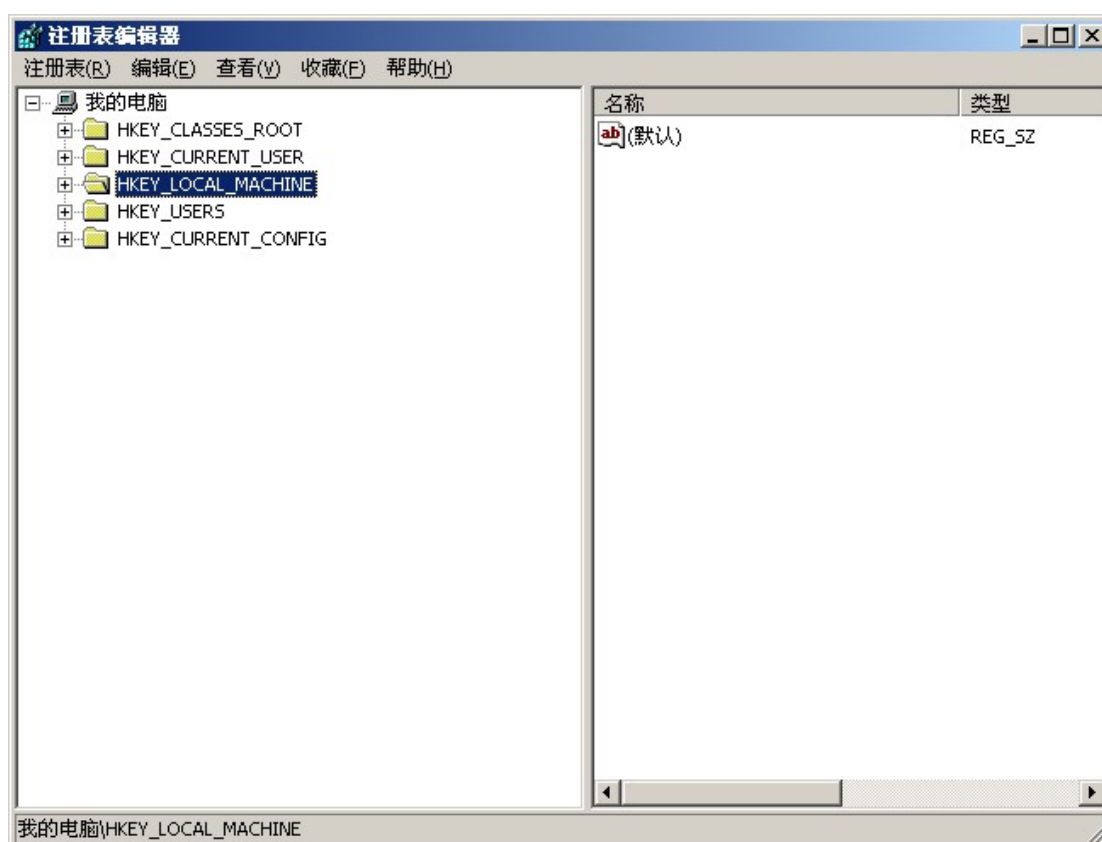 注册表编辑器
注册表(R) 编辑(E) 查看(V) 收藏(F) 帮助(H)
我的电脑
HKEY_CLASSES_ROOT
HKEY_CURRENT_USER
HKEY_LOCAL_MACHINE
HKEY_USERS
HKEY_CURRENT_CONFIG
名称 类型
ab (默认) REG_SZ
我的电脑\HKEY_LOCAL_MACHINE